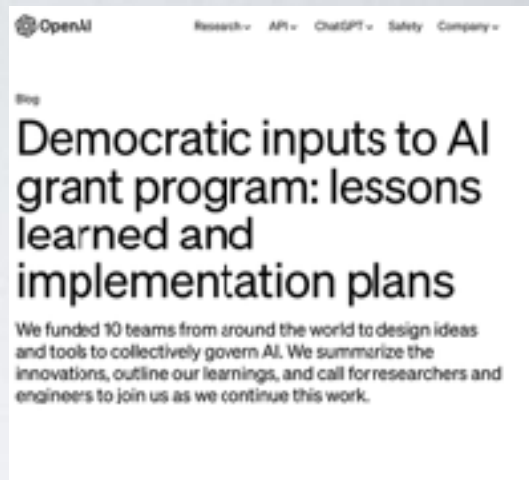 OpenAI Research API ChatGPT Safety Company
Blog
Democratic inputs to AI
grant program: lessons
learned and
implementation plans
We funded 10 teams from around the world to design ideas
and tools to collectively govern AI. We summarize the
innovations, outline our learnings, and call for researchers and
engineers to join us as we continue this work.